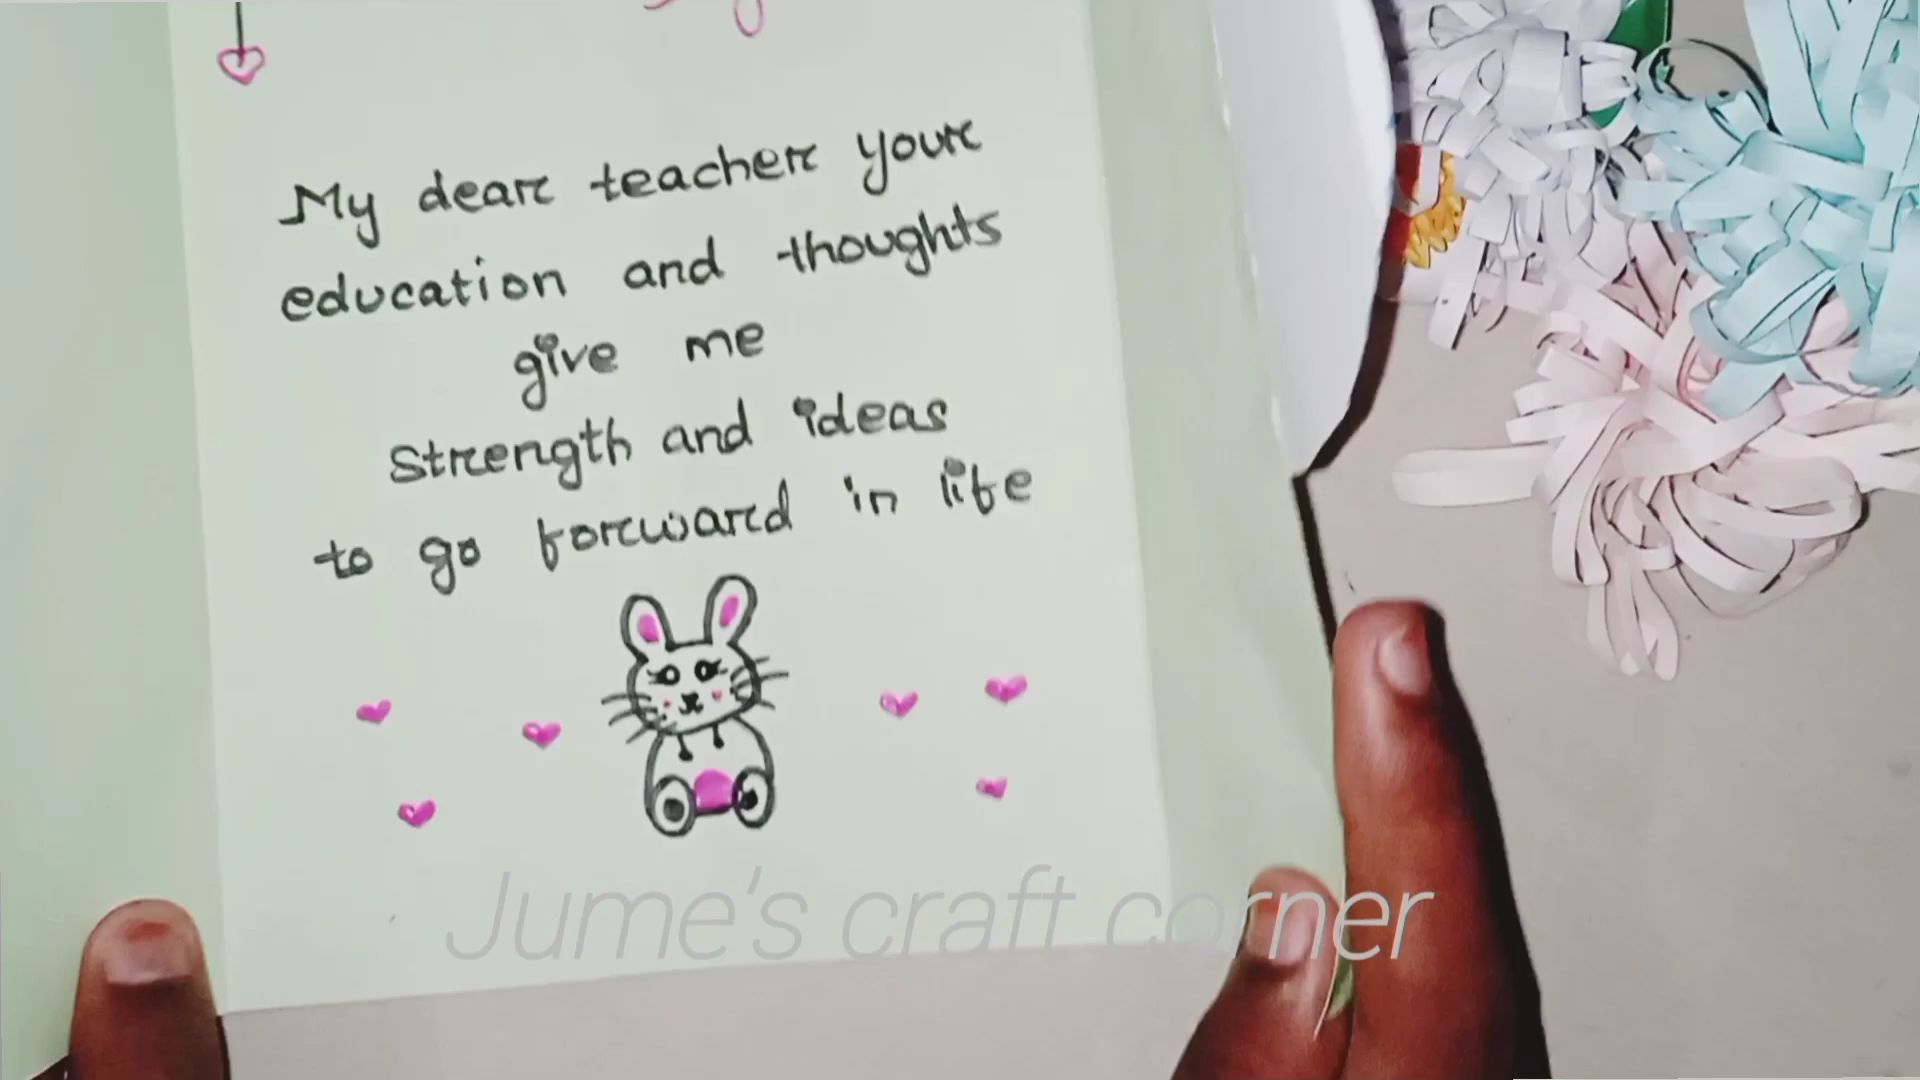 My dear teacher your
education and thoughts
give me
Strength and ideas
to go forward in life
Jume's craft corner